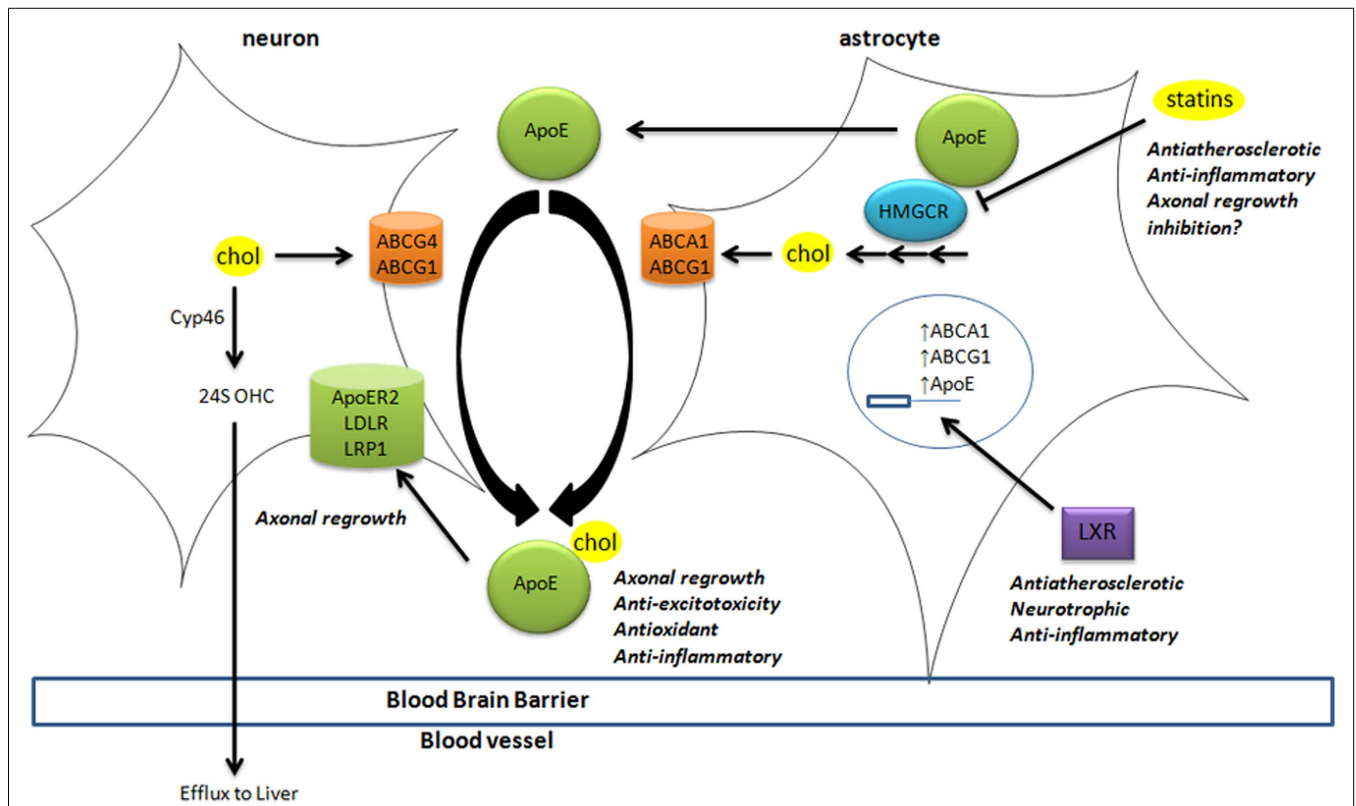 neuron
astrocyte
statins
Antiatherosclerotic
Anti-inflammatory
Axonal regrowth
inhibition?
ApoE
ApoE
HMGCR
chol
ABCG4
ABCG1
ABCA1
ABCG1
chol
Cyp46
24S OHC
ApoER2
LDLR
LRP1
↑ABCA1
↑ABCG1
↑ApoE
Axonal regrowth
chol
ApoE
Axonal regrowth
Anti-excitotoxicity
Antioxidant
Anti-inflammatory
LXR
Antiatherosclerotic
Neurotrophic
Anti-inflammatory
Blood Brain Barrier
Blood vessel
Efflux to Liver